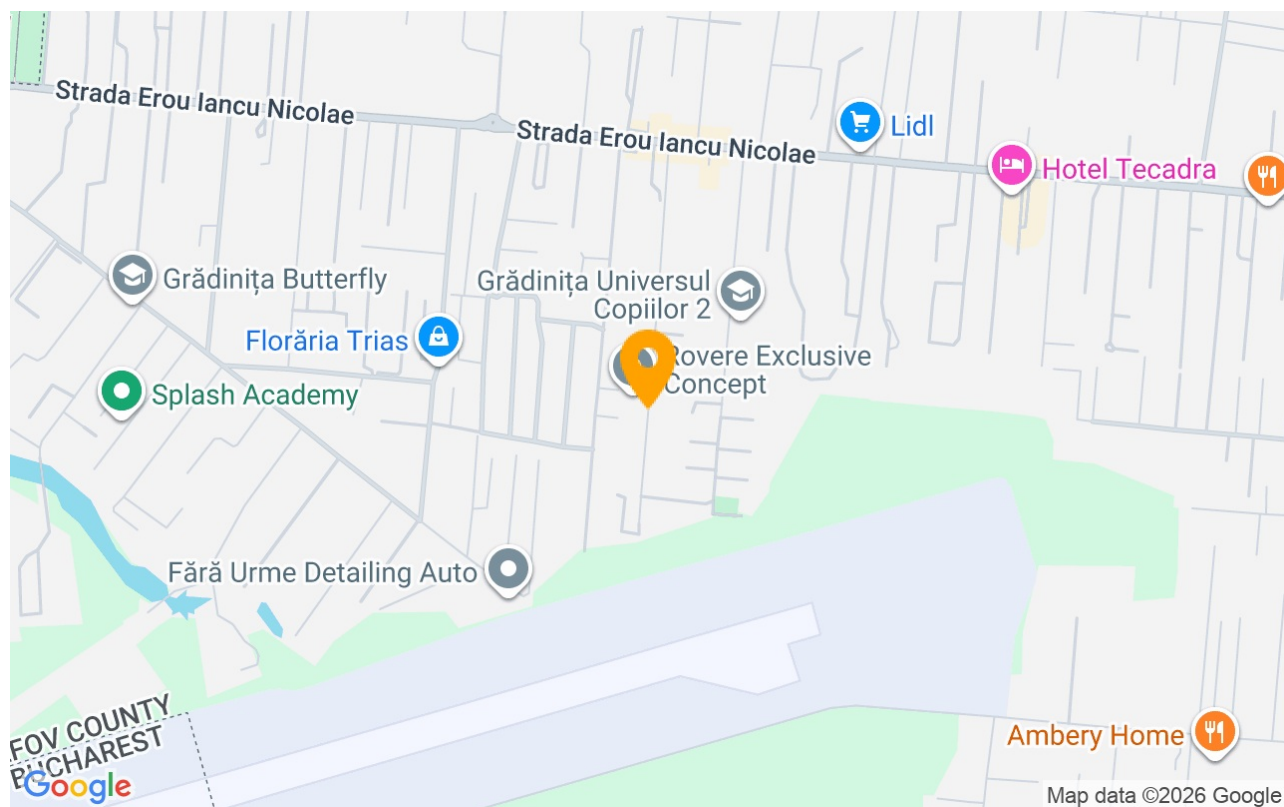 Strada Erou Iancu Nicolae
Strada Erou Iancu Nicolae
Lidl
Hotel Tecadra
Grădinița Butterfly
Grădinița Universul
Copiilor 2
Florăria Trias
Rovere Exclusive
Concept
Splash Academy
Fără Urme Detailing Auto
FOV COUNTY
BUCHAREST
Ambery Home
Google
Map data ©2026 Google